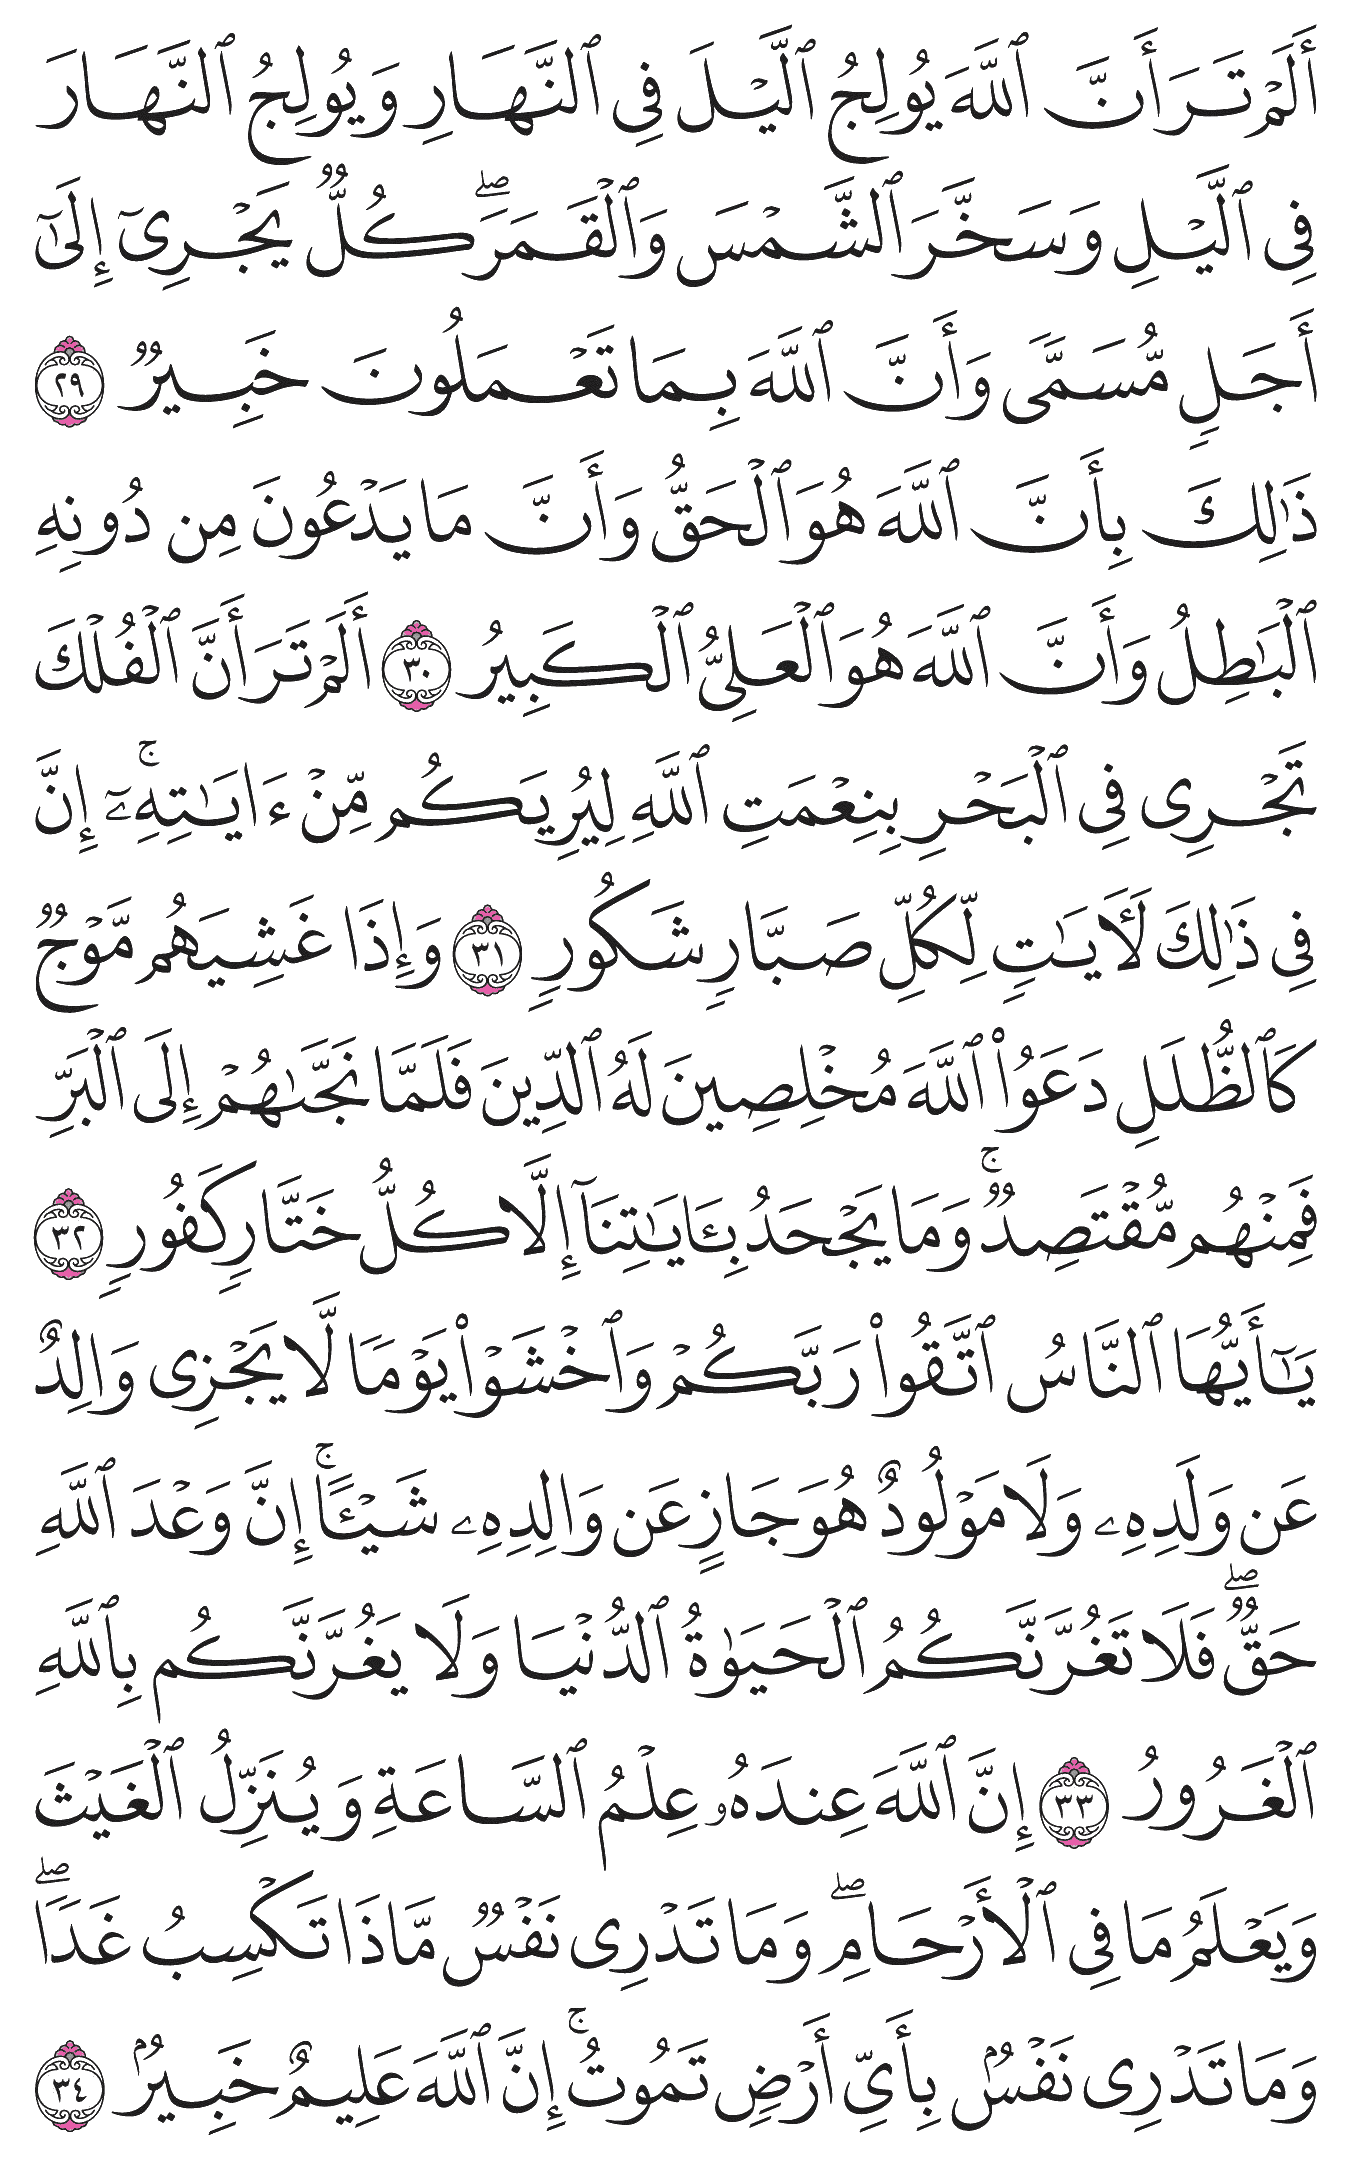 أَلَمۡ تَرَ أَنَّ ٱللَّهَ يُولِجُ ٱلَّيۡلَ فِى ٱلنَّهَارِ وَيُولِجُ ٱلنَّهَارَ
فِى ٱلَّيۡلِ وَسَخَّرَ ٱلشَّمۡسَ وَٱلۡقَمَرَۖ كُلٌّ يَجۡرِىٓ إِلَىٰٓ
أَجَلٍ مُّسَمًّى وَأَنَّ ٱللَّهَ بِمَا تَعۡمَلُونَ خَبِيرٌ ٢٩
ذَٰلِكَ بِأَنَّ ٱللَّهَ هُوَ ٱلۡحَقُّ وَأَنَّ مَا يَدۡعُونَ مِن دُونِهِ
ٱلۡبَٰطِلُ وَأَنَّ ٱللَّهَ هُوَ ٱلۡعَلِىُّ ٱلۡكَبِيرُ ٣٠ أَلَمۡ تَرَ أَنَّ ٱلۡفُلۡكَ
تَجۡرِى فِى ٱلۡبَحۡرِ بِنِعۡمَتِ ٱللَّهِ لِيُرِيَكُم مِّنۡ ءَايَٰتِهِۦٓۚ إِنَّ
فِى ذَٰلِكَ لَأٓيَٰتٍ لِّكُلِّ صَبَّارٍ شَكُورٍ ٣١ وَإِذَا غَشِيَهُم مَّوۡجٌ
كَٱلظُّلَلِ دَعَوُاْ ٱللَّهَ مُخۡلِصِينَ لَهُ ٱلدِّينَ فَلَمَّا نَجَّىٰهُمۡ إِلَى ٱلۡبَرِّ
فَمِنۡهُم مُّقۡتَصِدٌۚ وَمَا يَجۡحَدُ بِـَٔايَٰتِنَآ إِلَّا كُلُّ خَتَّارٍ كَفُورٍ ٣٢
يَٰٓأَيُّهَا ٱلنَّاسُ ٱتَّقُواْ رَبَّكُمۡ وَٱخۡشَوۡاْ يَوۡمًا لَّا يَجۡزِى وَالِدٌ
عَن وَلَدِهِۦ وَلَا مَوۡلُودٌ هُوَ جَازٍ عَن وَالِدِهِۦ شَيۡـًٔاۚ إِنَّ وَعۡدَ ٱللَّهِ
حَقٌّۖ فَلَا تَغُرَّنَّكُمُ ٱلۡحَيَوٰةُ ٱلدُّنۡيَا وَلَا يَغُرَّنَّكُم بِٱللَّهِ
ٱلۡغَرُورُ ٣٣ إِنَّ ٱللَّهَ عِندَهُۥ عِلۡمُ ٱلسَّاعَةِ وَيُنَزِّلُ ٱلۡغَيۡثَ
وَيَعۡلَمُ مَا فِى ٱلۡأَرۡحَامِۖ وَمَا تَدۡرِى نَفۡسٌ مَّاذَا تَكۡسِبُ غَدًاۖ
وَمَا تَدۡرِى نَفۡسُۢ بِأَىِّ أَرۡضٍ تَمُوتُۚ إِنَّ ٱللَّهَ عَلِيمٌ خَبِيرُۢ ٣٤